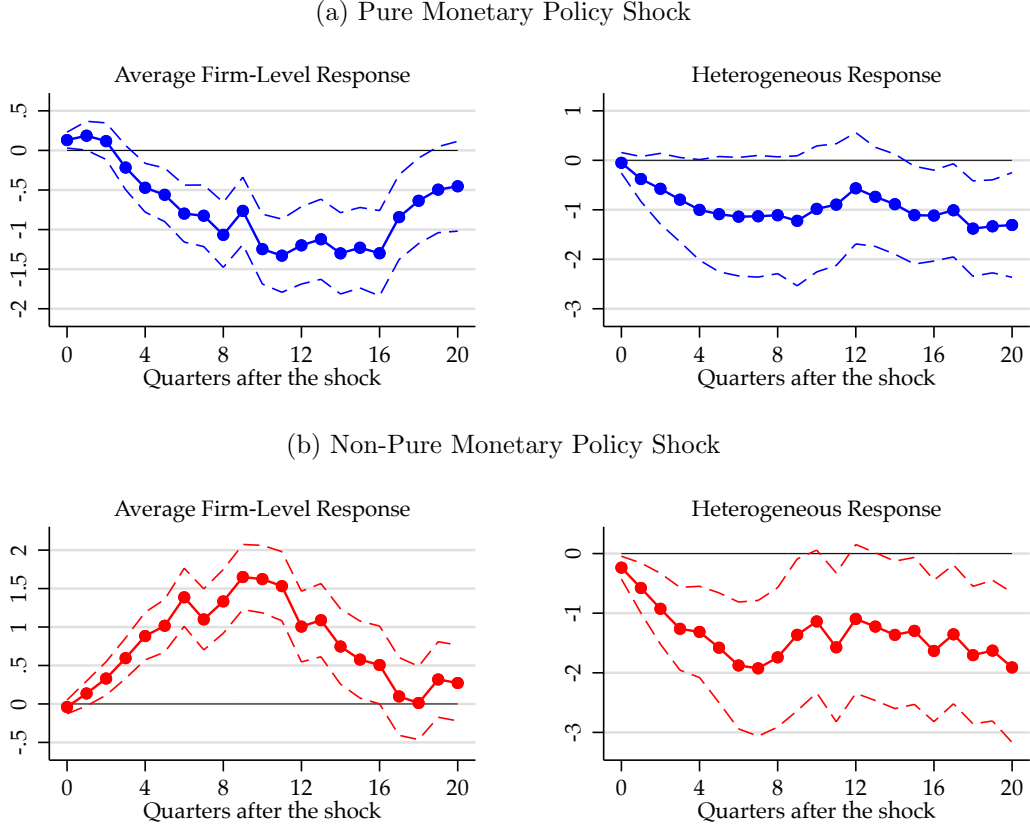 (a) Pure Monetary Policy Shock
Average Firm-Level Response
.5
0
-.5
-1
-1.5
-2
0 4 8 12 16 20
Quarters after the shock
Heterogeneous Response
1
0
-1
-2
-3
0 4 8 12 16 20
Quarters after the shock
(b) Non-Pure Monetary Policy Shock
Average Firm-Level Response
2
1.5
1
.5
0
-.5
0 4 8 12 16 20
Quarters after the shock
Heterogeneous Response
0
-1
-2
-3
0 4 8 12 16 20
Quarters after the shock